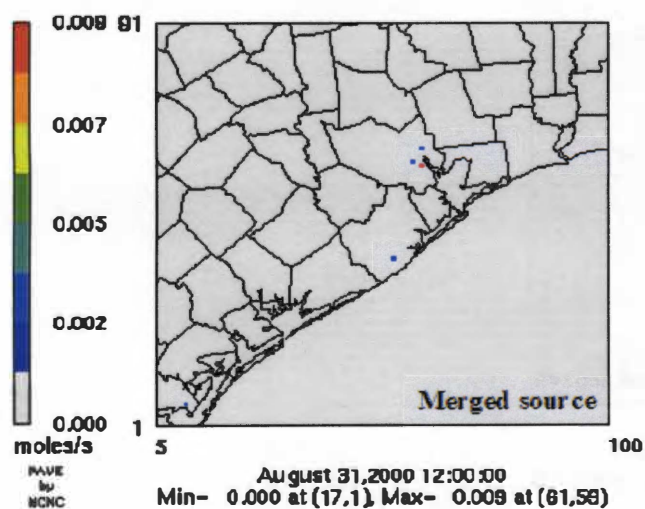 0.009 91
0.007
0.005
0.002
0.000 1
Merged source
5 100
moles/s
PAVE
by
MCNC
August 31,2000 12:00:00
Min= 0.000 at (17,1), Max= 0.009 at (61,59)